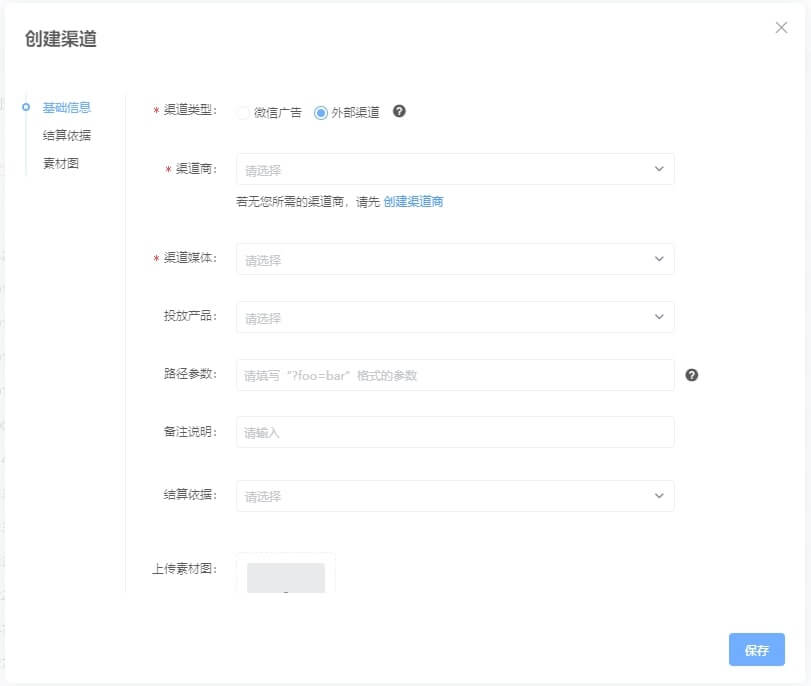 创建渠道
基础信息
结算依据
素材图
* 渠道类型: 微信广告 外部渠道 ?
* 渠道商: 请选择
若无您所需的渠道商，请先 创建渠道商
* 渠道媒体: 请选择
投放产品: 请选择
路径参数: 请填写 "?foo=bar" 格式的参数 ?
备注说明: 请输入
结算依据: 请选择
上传素材图:
保存